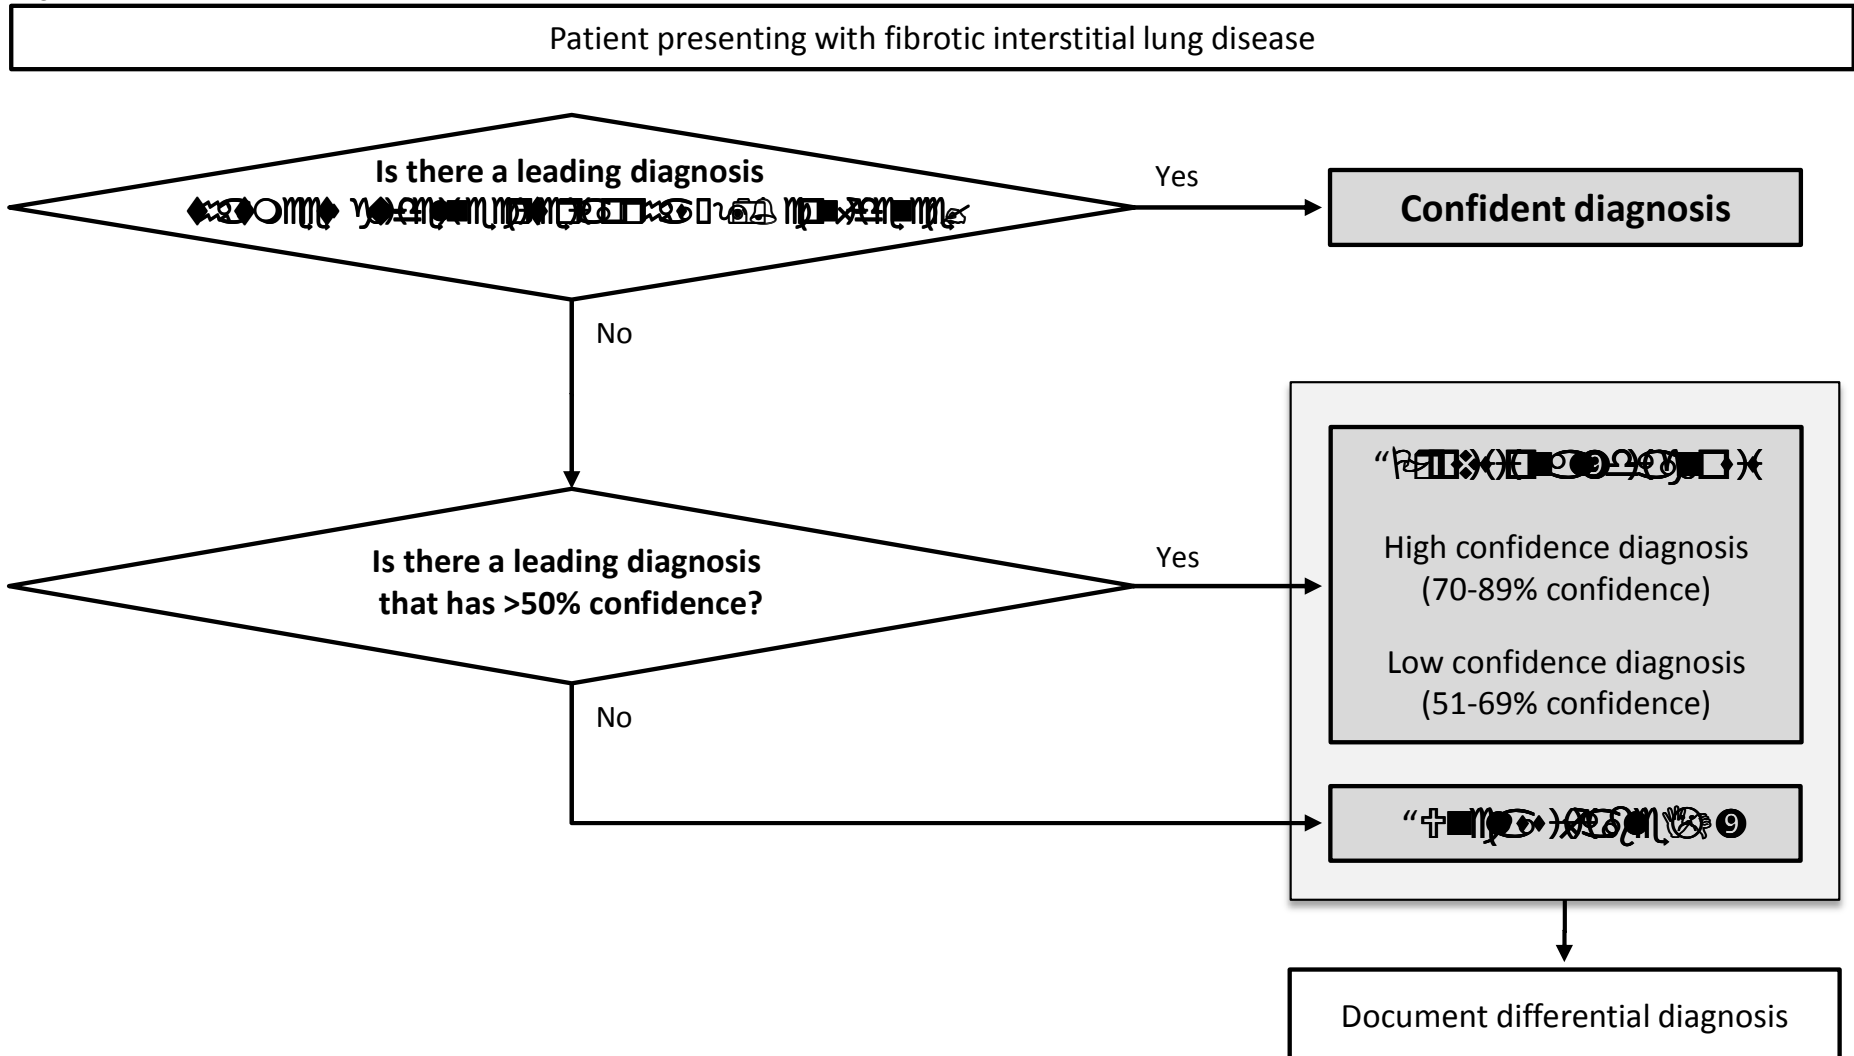 Patient presenting with fibrotic interstitial lung disease
Is there a leading diagnosis
Yes
Confident diagnosis
No
High confidence diagnosis
(70-89% confidence)
Is there a leading diagnosis
that has >50% confidence?
Yes
Low confidence diagnosis
(51-69% confidence)
No
Document differential diagnosis